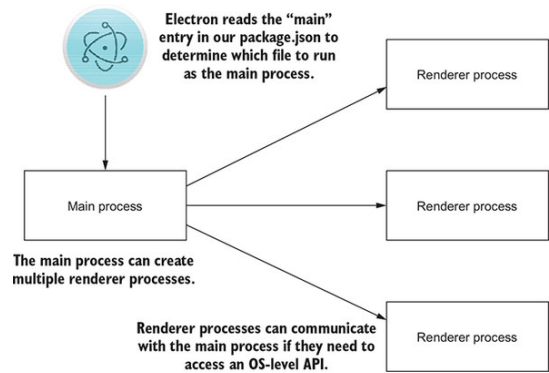 Electron reads the “main”
entry in our package.json to
determine which file to run
as the main process.
Renderer process
Main process
Renderer process
The main process can create
multiple renderer processes.
Renderer processes can communicate
with the main process if they need to
access an OS-level API.
Renderer process